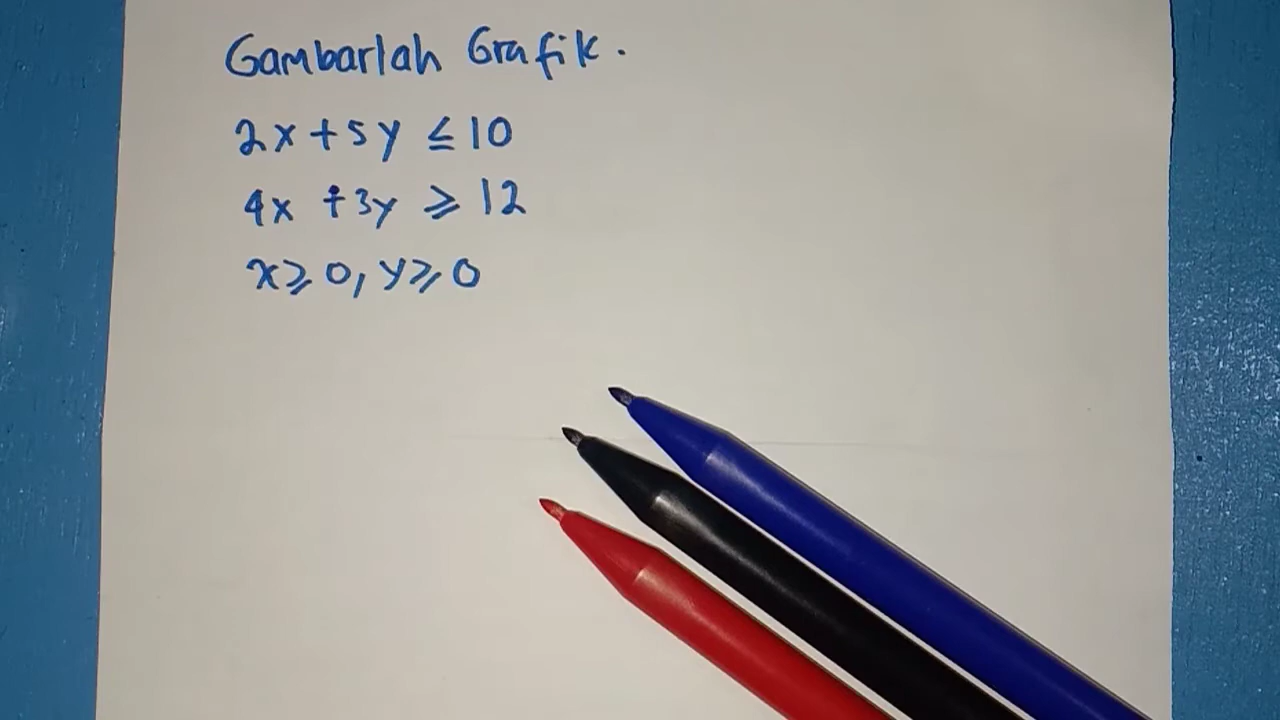 Gambarlah Grafik.
2x + 5y ≤ 10
4x + 3y ≥ 12
x ≥ 0, y ≥ 0